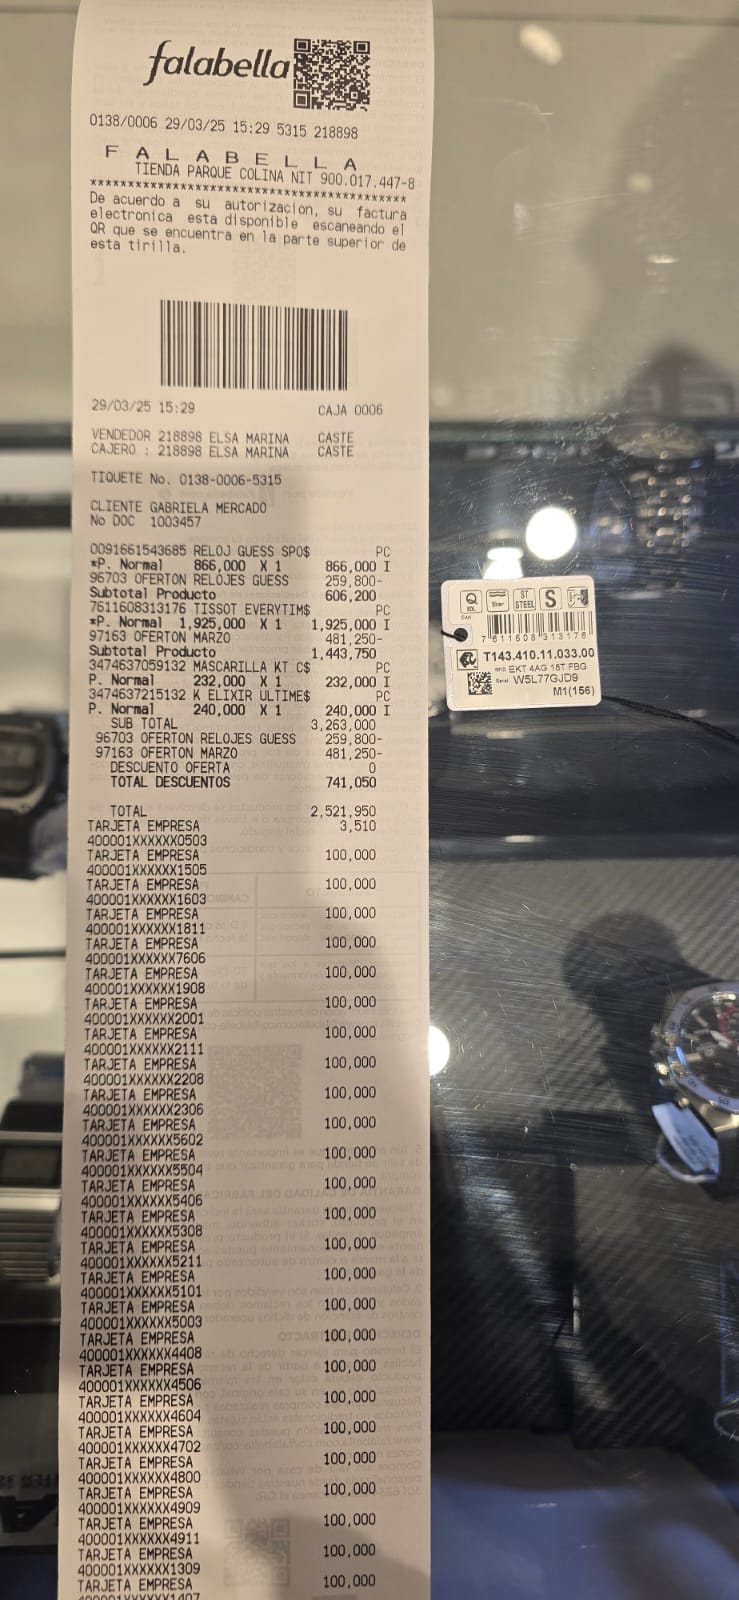 falabella
0138/0006 29/03/25 15:29 5315 218898
F A L A B E L L A
TIENDA PARQUE COLINA NIT 900.017.447-8
******************************************
De acuerdo a su autorizacion, su factura
electronica esta disponible escaneando el
QR que se encuentra en la parte superior de
esta tirilla.
29/03/25 15:29 CAJA 0006
VENDEDOR 218898 ELSA MARINA CASTE
CAJERO : 218898 ELSA MARINA CASTE
TIQUETE No. 0138-0006-5315
CLIENTE GABRIELA MERCADO
No DOC 1003457
0091661543685 RELOJ GUESS SPO$ PC
*P. Normal 866,000 X 1 866,000 I
96703 OFERTON RELOJES GUESS 259,800-
Subtotal Producto 606,200
7611608313176 TISSOT EVERYTIM$ PC
*P. Normal 1,925,000 X 1 1,925,000 I
97163 OFERTON MARZO 481,250-
Subtotal Producto 1,443,750
3474637059132 MASCARILLA KT C$ PC
P. Normal 232,000 X 1 232,000 I
3474637215132 K ELIXIR ULTIME$ PC
P. Normal 240,000 X 1 240,000 I
SUB TOTAL 3,263,000
96703 OFERTON RELOJES GUESS 259,800-
97163 OFERTON MARZO 481,250-
DESCUENTO OFERTA 0
TOTAL DESCUENTOS 741,050
TOTAL 2,521,950
TARJETA EMPRESA 3,510
400001XXXXXX0503
TARJETA EMPRESA 100,000
400001XXXXXX1505
TARJETA EMPRESA 100,000
400001XXXXXX1603
TARJETA EMPRESA 100,000
400001XXXXXX1811
TARJETA EMPRESA 100,000
400001XXXXXX7606
TARJETA EMPRESA 100,000
400001XXXXXX1908
TARJETA EMPRESA 100,000
400001XXXXXX2001
TARJETA EMPRESA 100,000
400001XXXXXX2111
TARJETA EMPRESA 100,000
400001XXXXXX2208
TARJETA EMPRESA 100,000
400001XXXXXX2306
TARJETA EMPRESA 100,000
400001XXXXXX5602
TARJETA EMPRESA 100,000
400001XXXXXX5504
TARJETA EMPRESA 100,000
400001XXXXXX5406
TARJETA EMPRESA 100,000
400001XXXXXX5308
TARJETA EMPRESA 100,000
400001XXXXXX5211
TARJETA EMPRESA 100,000
400001XXXXXX5101
TARJETA EMPRESA 100,000
400001XXXXXX5003
TARJETA EMPRESA 100,000
400001XXXXXX4408
TARJETA EMPRESA 100,000
400001XXXXXX4506
TARJETA EMPRESA 100,000
400001XXXXXX4604
TARJETA EMPRESA 100,000
400001XXXXXX4702
TARJETA EMPRESA 100,000
400001XXXXXX4800
TARJETA EMPRESA 100,000
400001XXXXXX4909
TARJETA EMPRESA 100,000
400001XXXXXX4911
TARJETA EMPRESA 100,000
400001XXXXXX1309
TARJETA EMPRESA 100,000
400001XXXXXX1407
Q ST S
EOL 5bar STEEL
EAN
7 611608 313176
T143.410.11.033.00
EKT 4AG 18T FBG
Serial W5L77GJD9
M1(156)